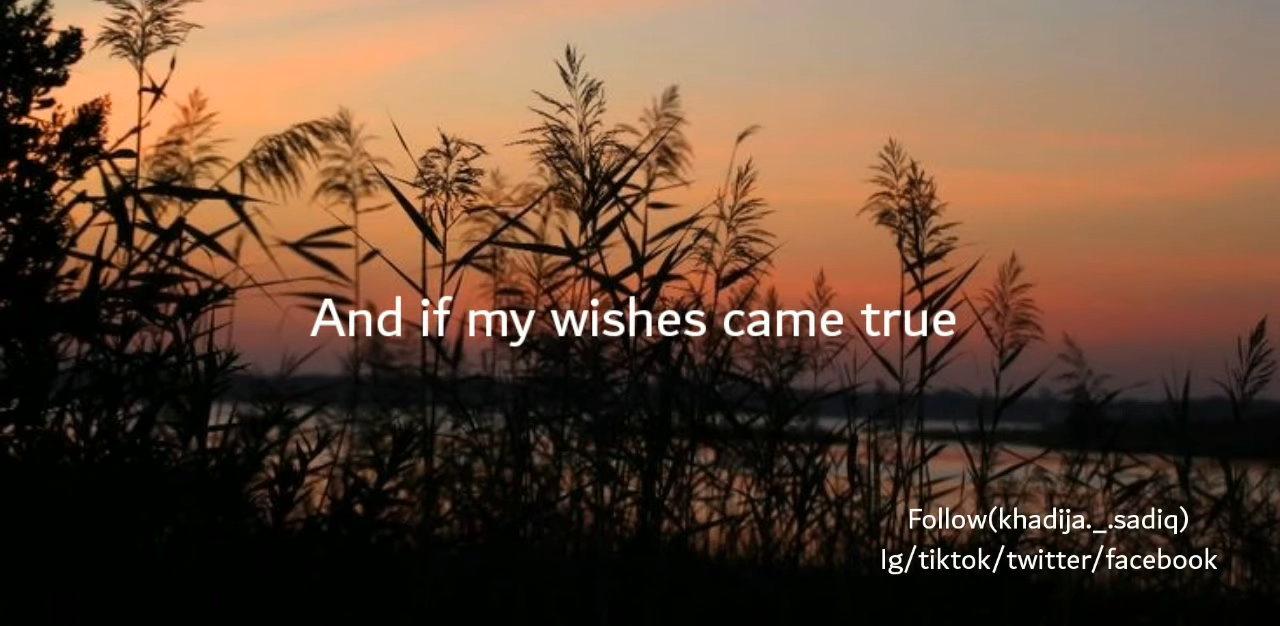 And if my wishes came true
Follow(khadija._.sadiq)
Ig/tiktok/twitter/facebook